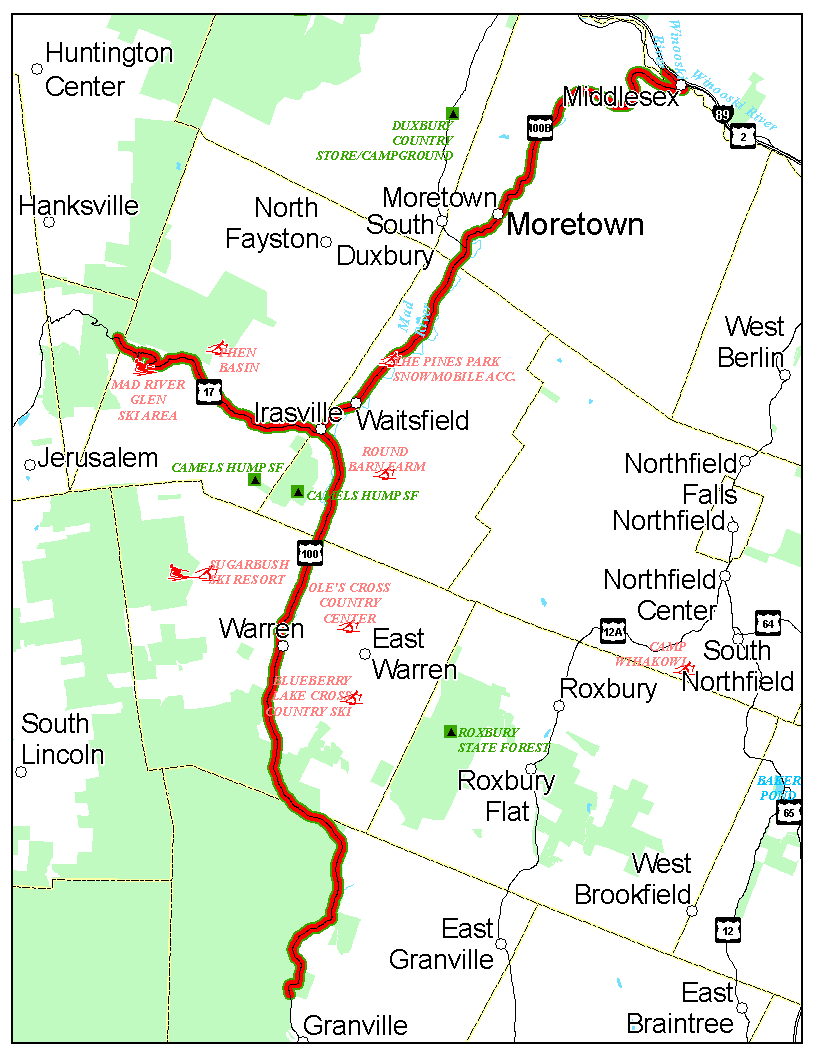 Huntington
Center
Winooski
River
Winooski River
Middlesex
89
2
100B
DUXBURY
COUNTRY
STORE/CAMPGROUND
Hanksville
North
Fayston
Moretown
South
Duxbury
Moretown
Mad
River
West
Berlin
HEN
BASIN
THE PINES PARK
SNOWMOBILE ACC.
MAD RIVER
GLEN
SKI AREA
17
Irasville
Waitsfield
Jerusalem
CAMELS HUMP SF
ROUND
BARN FARM
CAMELS HUMP SF
Northfield
Falls
Northfield
100
SUGARBUSH
SKI RESORT
OLE'S CROSS
COUNTRY
CENTER
Northfield
Center
Warren
East
Warren
12A
64
CAMP
WIHAKOWI
South
Northfield
BLUEBERRY
LAKE CROSS
COUNTRY SKI
Roxbury
South
Lincoln
ROXBURY
STATE FOREST
Roxbury
Flat
BAKER
POND
65
West
Brookfield
12
East
Granville
East
Braintree
Granville